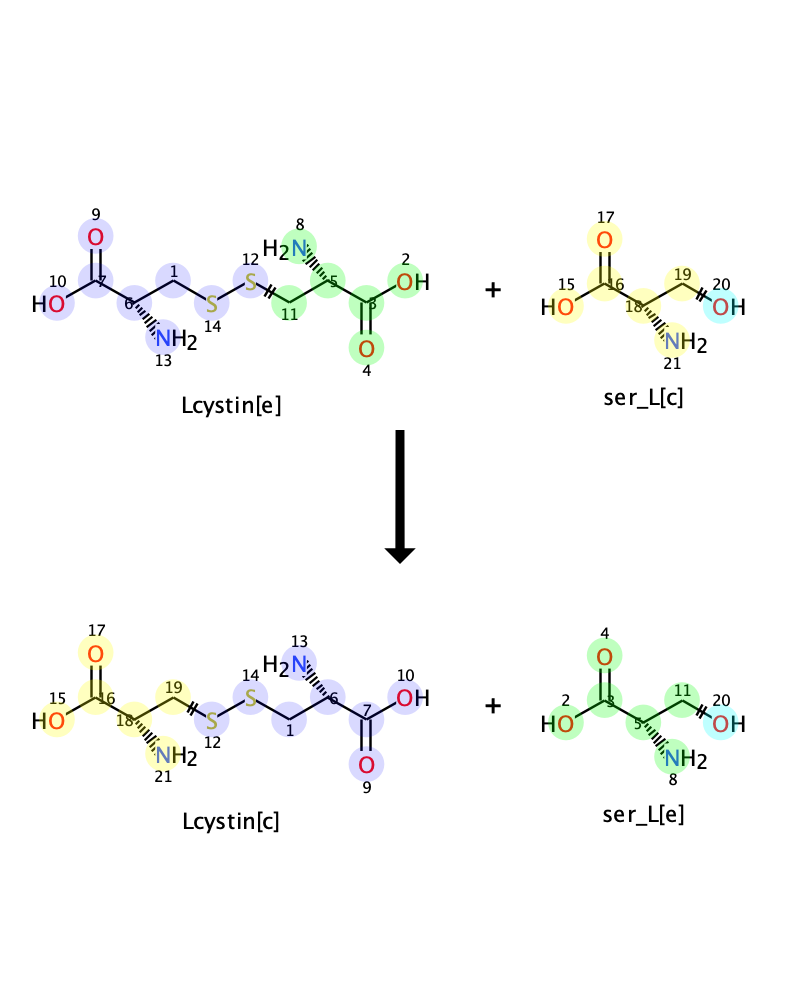 9
8
17
12
2
H₂N
O
1
S
5
OH
O
19
10
7
15
16
20
HO
6
S
11
3
HO
18
OH
14
NH₂
O
NH₂
13
4
21
+
Lcystin[e]
ser_L[c]
17
13
4
14
10
H₂N
O
19
S
6
OH
O
11
15
16
7
2
3
20
HO
18
S
1
HO
5
OH
12
NH₂
O
NH₂
21
9
8
+
Lcystin[c]
ser_L[e]